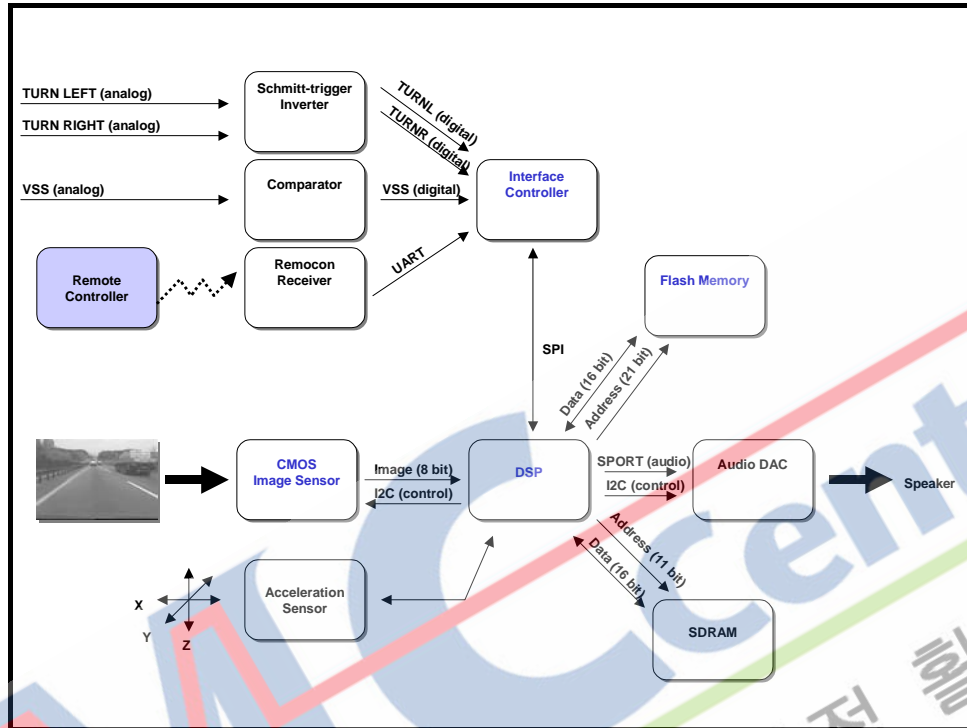 TURN LEFT (analog)
TURN RIGHT (analog)
Schmitt-trigger
Inverter
TURNL (digital)
TURNR (digital)
VSS (analog)
Comparator
VSS (digital)
Interface
Controller
Remote
Controller
Remocon
Receiver
UART
Flash Memory
SPI
Data (16 bit)
Address (21 bit)
CMOS
Image Sensor
Image (8 bit)
I2C (control)
DSP
SPORT (audio)
I2C (control)
Audio DAC
Speaker
Address (11 bit)
Data (16 bit)
X
Y
Z
Acceleration
Sensor
SDRAM
MC
center